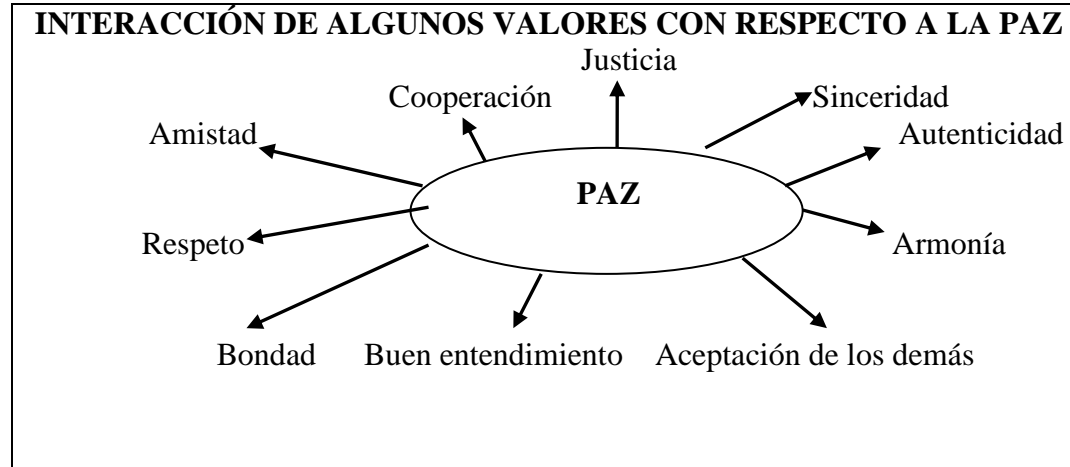 INTERACCIÓN DE ALGUNOS VALORES CON RESPECTO A LA PAZ
Justicia
Cooperación
Sinceridad
Amistad
Autenticidad
PAZ
Respeto
Armonía
Bondad
Buen entendimiento
Aceptación de los demás